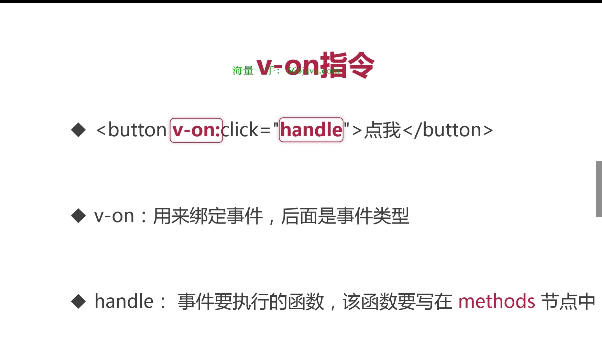 v-on指令
海量
◆ <button v-on:click="handle">点我</button>
◆ v-on：用来绑定事件，后面是事件类型
◆ handle： 事件要执行的函数，该函数要写在 methods 节点中